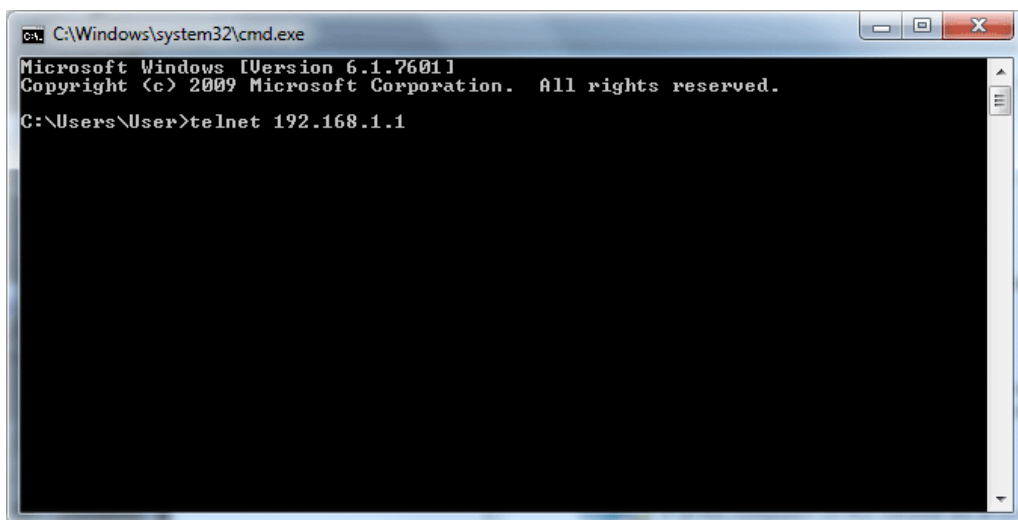 C:\Windows\system32\cmd.exe
Microsoft Windows [Version 6.1.7601]
Copyright (c) 2009 Microsoft Corporation.  All rights reserved.
C:\Users\User>telnet 192.168.1.1